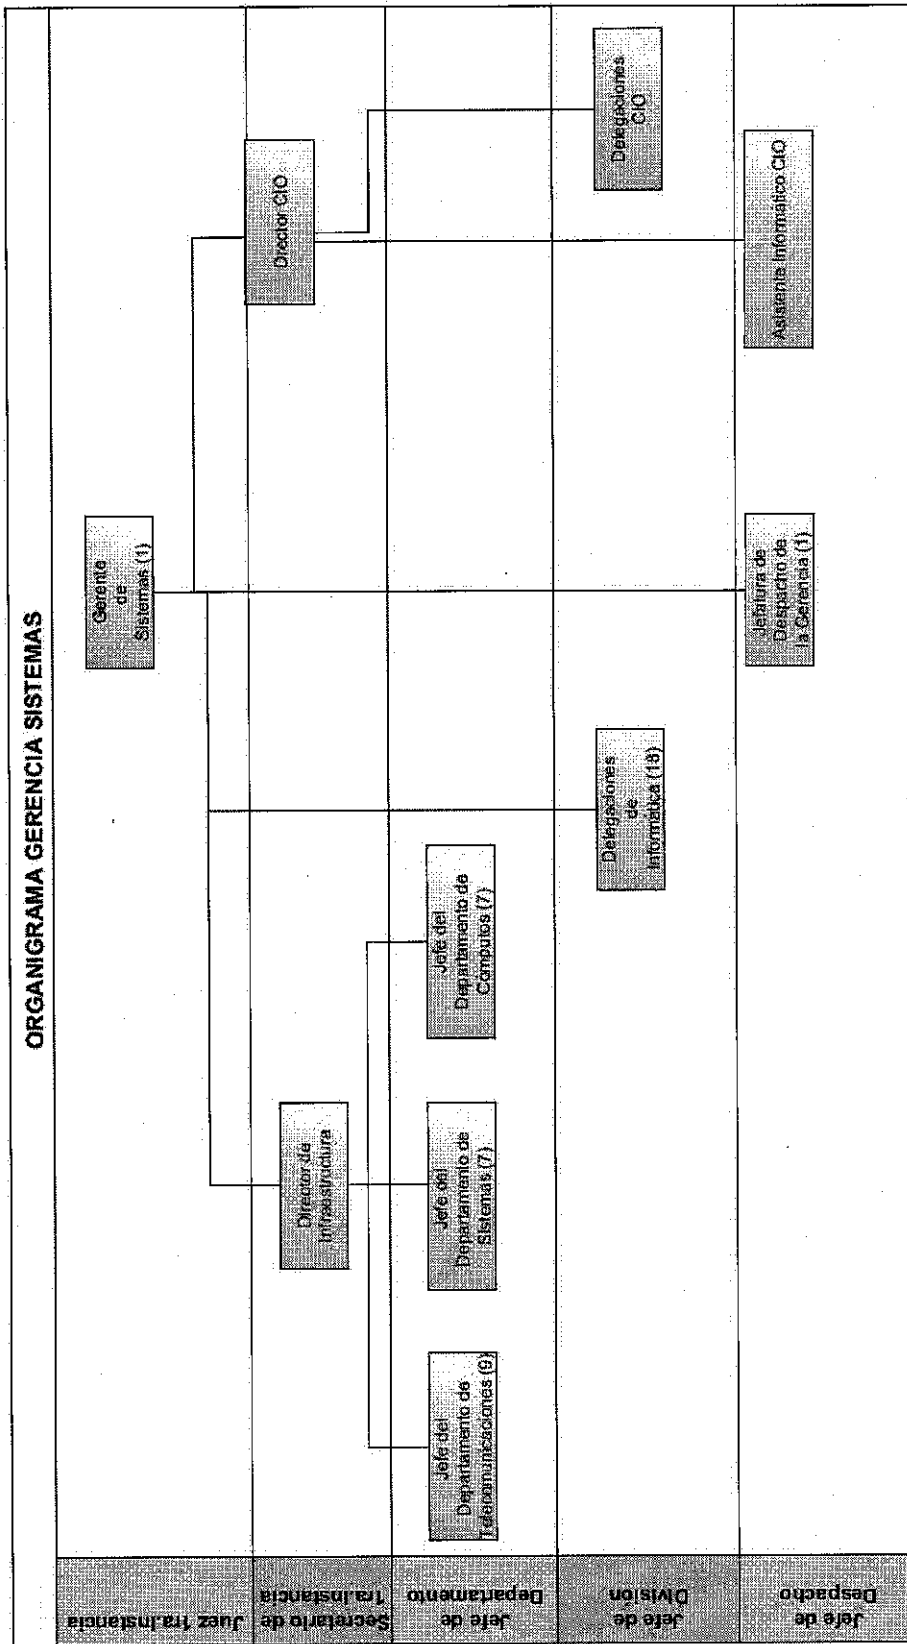 ORGANIGRAMA GERENCIA SISTEMAS
Juez 1ra.Instancia
Gerente
de
Sistemas (1)
Secretario de
1ra.Instancia
Director de
Infraestructura
Director CIO
Jefe de
Departamento
Jefe del
Departamento de
Telecomunicaciones (9)
Jefe del
Departamento de
Sistemas (7)
Jefe del
Departamento de
Computos (7)
Jefe de
División
Delegaciones
de
Informática (18)
Delegaciones
CIO
Jefe de
Despacho
Jefatura de
Despacho de
la Gerencia (1)
Asistente Informático CIO